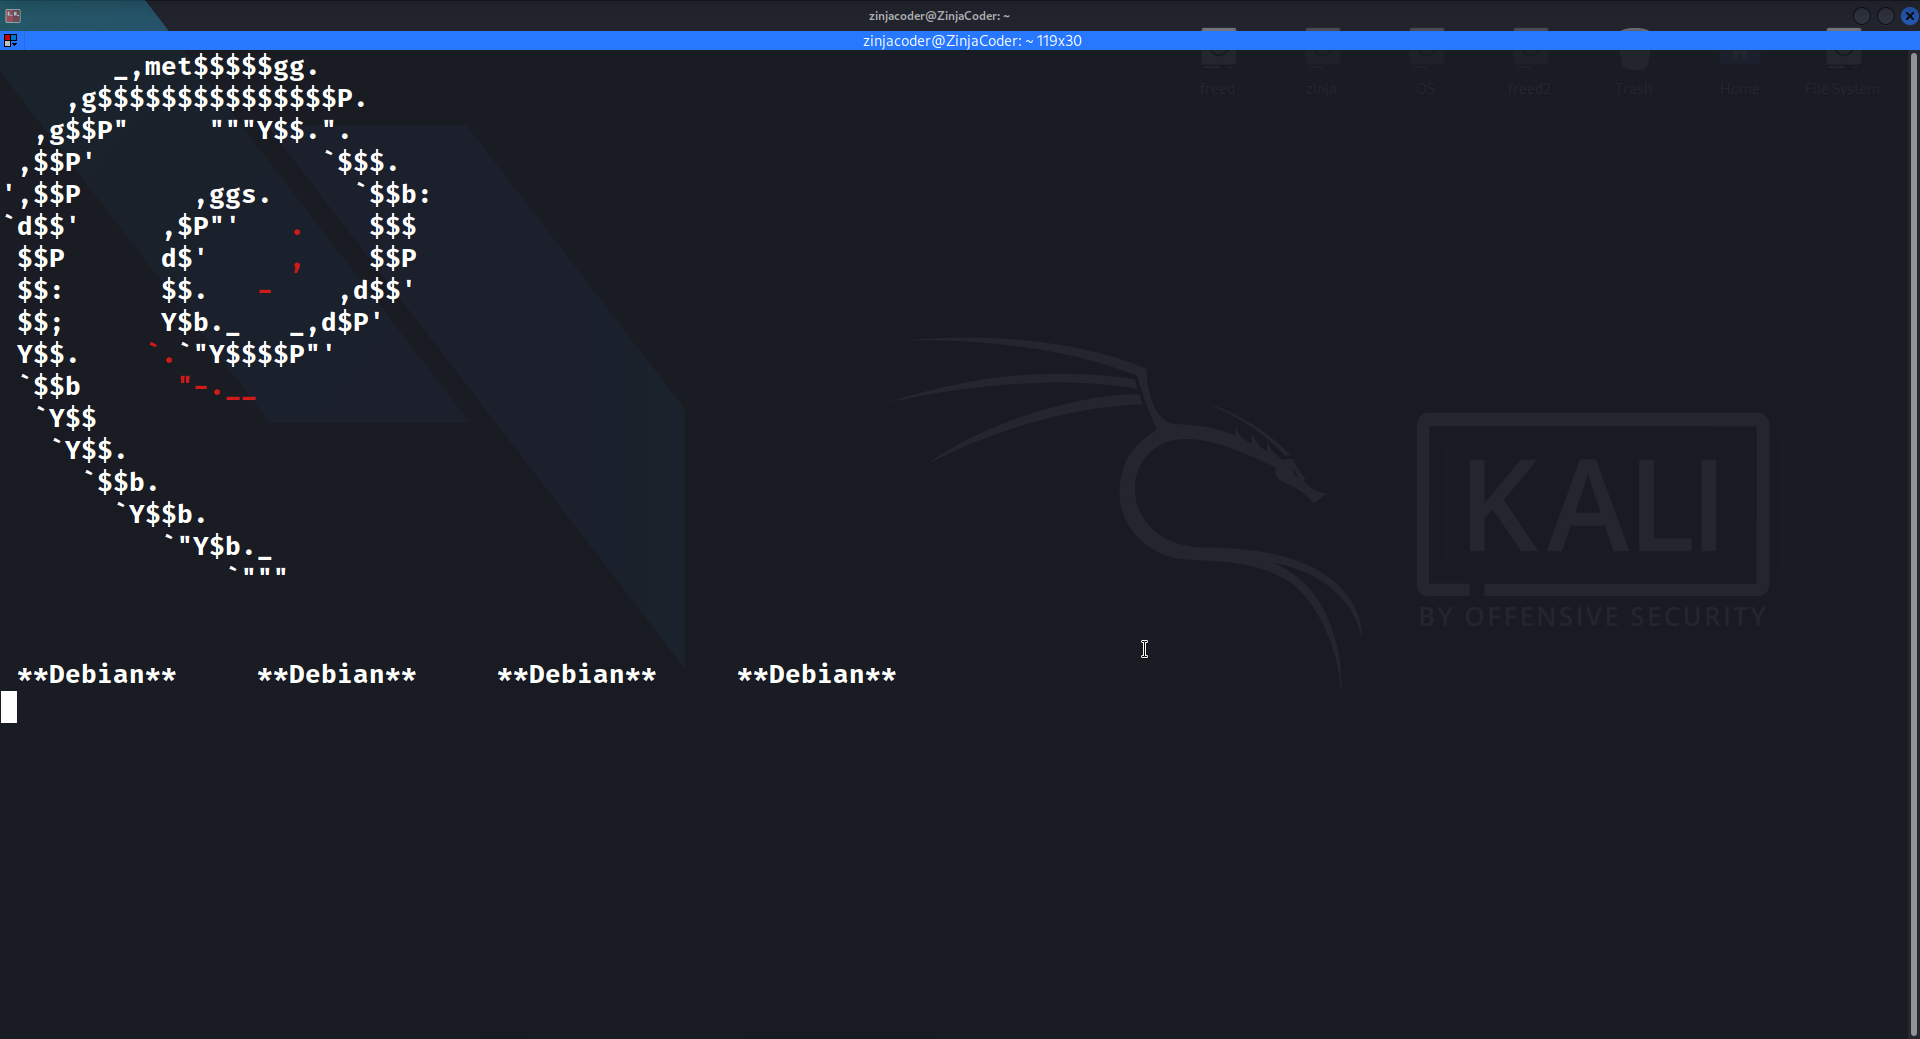 zinjacoder@ZinjaCoder: ~
zinjacoder@ZinjaCoder: ~ 119x30
freed zinja OS freed2 Trash Home File System
       _,met$$$$$gg.
    ,g$$$$$$$$$$$$$$$P.
  ,g$$P"     """Y$$.".
 ,$$P'              `$$$.
',$$P       ,ggs.     `$$b:
`d$$'     ,$P"'   .    $$$
 $$P      d$'     ,    $$P
 $$:      $$.   -    ,d$$'
 $$;      Y$b._   _,d$P'
 Y$$.    `.`"Y$$$$P"'
 `$$b      "-.__
  `Y$$
   `Y$$.
     `$$b.
       `Y$$b.
          `"Y$b._
              `"""
 **Debian**     **Debian**     **Debian**     **Debian**
KALI
BY OFFENSIVE SECURITY